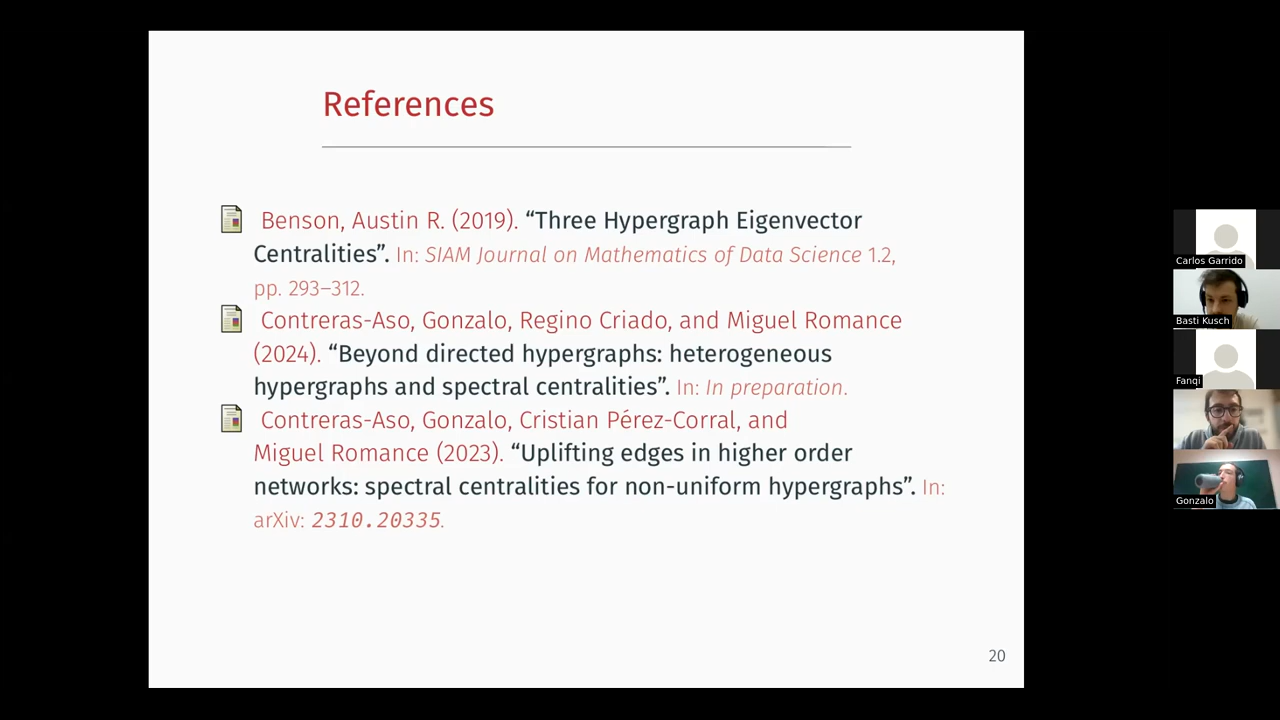 References
Benson, Austin R. (2019). “Three Hypergraph Eigenvector
Centralities”. In: SIAM Journal on Mathematics of Data Science 1.2,
pp. 293–312.
Contreras-Aso, Gonzalo, Regino Criado, and Miguel Romance
(2024). “Beyond directed hypergraphs: heterogeneous
hypergraphs and spectral centralities”. In: In preparation.
Contreras-Aso, Gonzalo, Cristian Pérez-Corral, and
Miguel Romance (2023). “Uplifting edges in higher order
networks: spectral centralities for non-uniform hypergraphs”. In:
arXiv: 2310.20335.
20
Carlos Garrido
Basti Kusch
Fanqi
Gonzalo